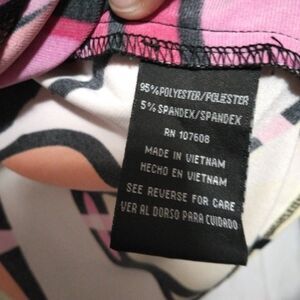 95% POLYESTER/POLIESTER
5% SPANDEX/SPANDEX
RN 107608
MADE IN VIETNAM
HECHO EN VIETNAM
SEE REVERSE FOR CARE
VER AL DORSO PARA CUIDADO